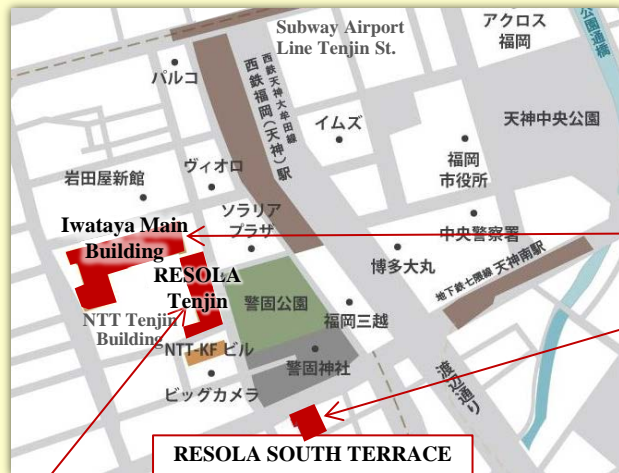 Subway Airport
Line Tenjin St.
アクロス
福岡
公園通橋
パルコ
西鉄天神大牟田線
西鉄福岡(天神)駅
イムズ
天神中央公園
福岡
市役所
岩田屋新館
ヴィオロ
Iwataya Main
Building
ソラリア
プラザ
中央警察署
博多大丸
地下鉄七隈線 天神南駅
RESOLA
Tenjin
警固公園
福岡三越
NTT Tenjin
Building
NTT-KF ビル
警固神社
ビッグカメラ
渡辺通り
RESOLA SOUTH TERRACE